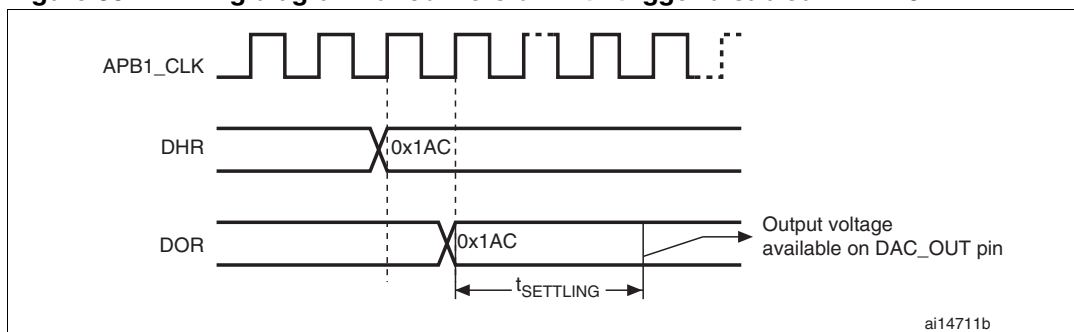 APB1_CLK
DHR
0x1AC
DOR
0x1AC
Output voltage
available on DAC_OUT pin
tSETTLING
ai14711b